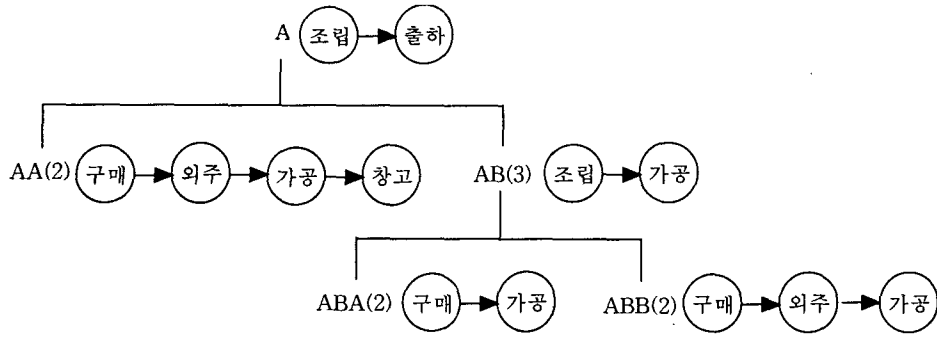 A 조립 출하
AA(2) 구매 외주 가공 창고 AB(3) 조립 가공
ABA(2) 구매 가공 ABB(2) 구매 외주 가공